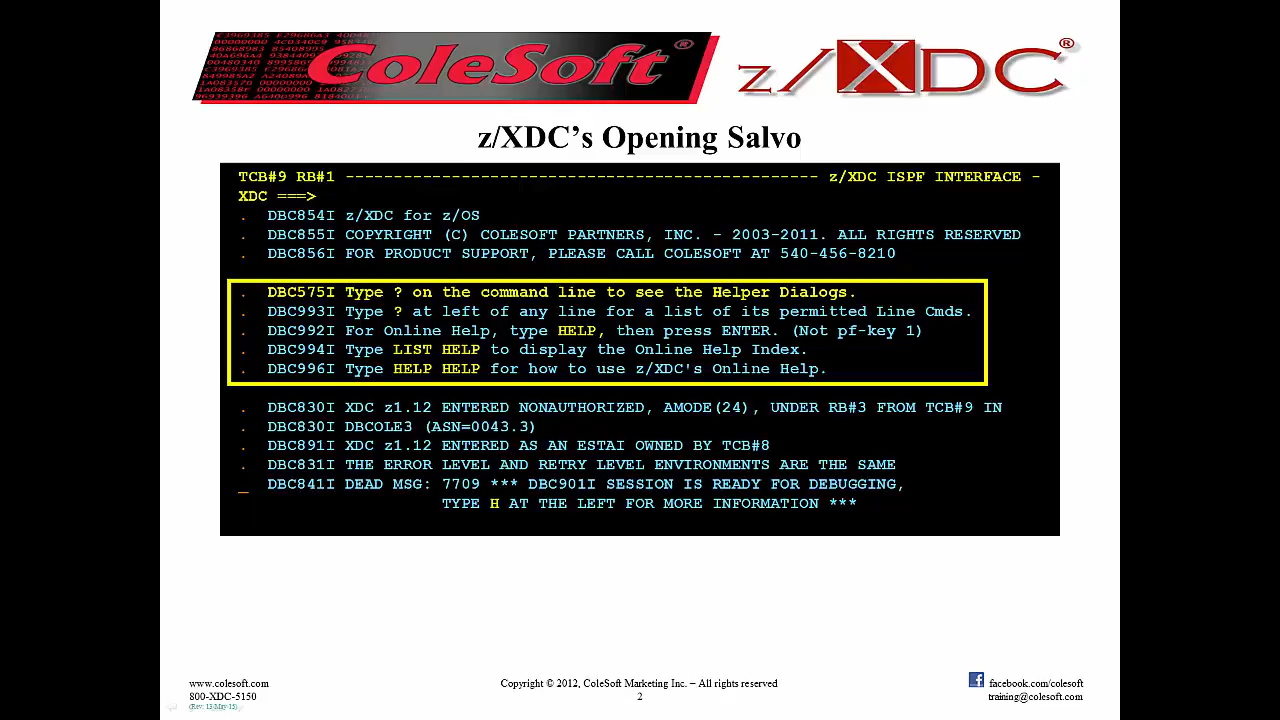 ColeSoft®
z/XDC®
z/XDC's Opening Salvo
TCB#9 RB#1 ------------------------------------------------- z/XDC ISPF INTERFACE -
XDC ===>
. DBC854I z/XDC for z/OS
. DBC855I COPYRIGHT (C) COLESOFT PARTNERS, INC. - 2003-2011. ALL RIGHTS RESERVED
. DBC856I FOR PRODUCT SUPPORT, PLEASE CALL COLESOFT AT 540-456-8210
. DBC575I Type ? on the command line to see the Helper Dialogs.
. DBC993I Type ? at left of any line for a list of its permitted Line Cmds.
. DBC992I For Online Help, type HELP, then press ENTER. (Not pf-key 1)
. DBC994I Type LIST HELP to display the Online Help Index.
. DBC996I Type HELP HELP for how to use z/XDC's Online Help.
. DBC830I XDC z1.12 ENTERED NONAUTHORIZED, AMODE(24), UNDER RB#3 FROM TCB#9 IN
. DBC830I DBCOLE3 (ASN=0043.3)
. DBC891I XDC z1.12 ENTERED AS AN ESTAI OWNED BY TCB#8
. DBC831I THE ERROR LEVEL AND RETRY LEVEL ENVIRONMENTS ARE THE SAME
_ DBC841I DEAD MSG: 7709 *** DBC901I SESSION IS READY FOR DEBUGGING,
TYPE H AT THE LEFT FOR MORE INFORMATION ***
www.colesoft.com
800-XDC-5150
(Rev: 13-May-15)
Copyright © 2012, ColeSoft Marketing Inc. – All rights reserved
2
facebook.com/colesoft
training@colesoft.com